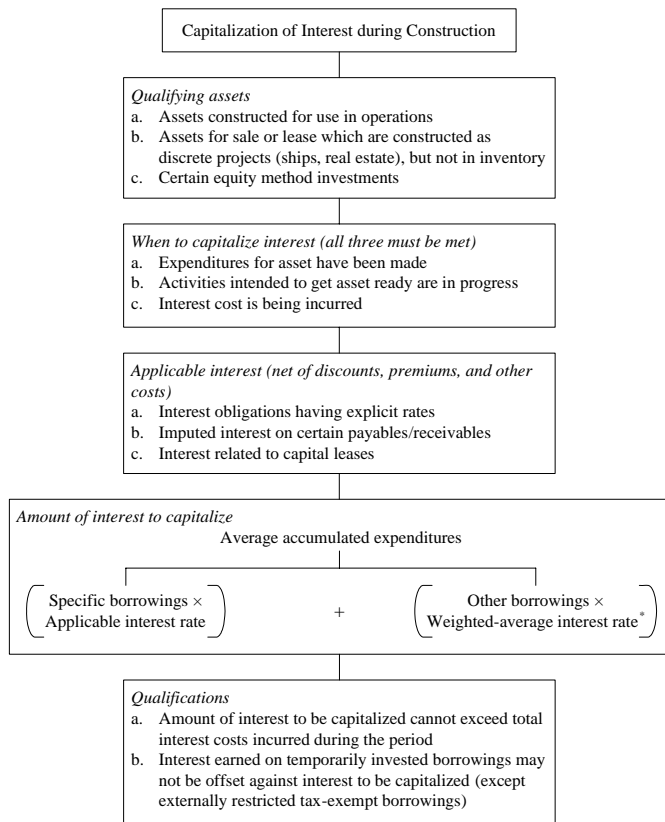 Capitalization of Interest during Construction
Qualifying assets
a. Assets constructed for use in operations
b. Assets for sale or lease which are constructed as
discrete projects (ships, real estate), but not in inventory
c. Certain equity method investments
When to capitalize interest (all three must be met)
a. Expenditures for asset have been made
b. Activities intended to get asset ready are in progress
c. Interest cost is being incurred
Applicable interest (net of discounts, premiums, and other
costs)
a. Interest obligations having explicit rates
b. Imputed interest on certain payables/receivables
c. Interest related to capital leases
Amount of interest to capitalize
Average accumulated expenditures
Specific borrowings ×
Applicable interest rate
+
Other borrowings ×
Weighted-average interest rate*
Qualifications
a. Amount of interest to be capitalized cannot exceed total
interest costs incurred during the period
b. Interest earned on temporarily invested borrowings may
not be offset against interest to be capitalized (except
externally restricted tax-exempt borrowings)